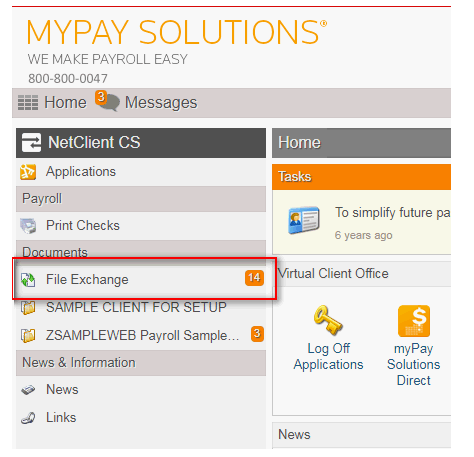 MYPAY SOLUTIONS®
WE MAKE PAYROLL EASY
800-800-0047
Home 3 Messages
NetClient CS
Applications
Payroll
Print Checks
Documents
File Exchange 14
SAMPLE CLIENT FOR SETUP
ZSAMPLEWEB Payroll Sample... 3
News & Information
News
Links
Home
Tasks
To simplify future pa
6 years ago
Virtual Client Office
Log Off
Applications
myPay
Solutions
Direct
News